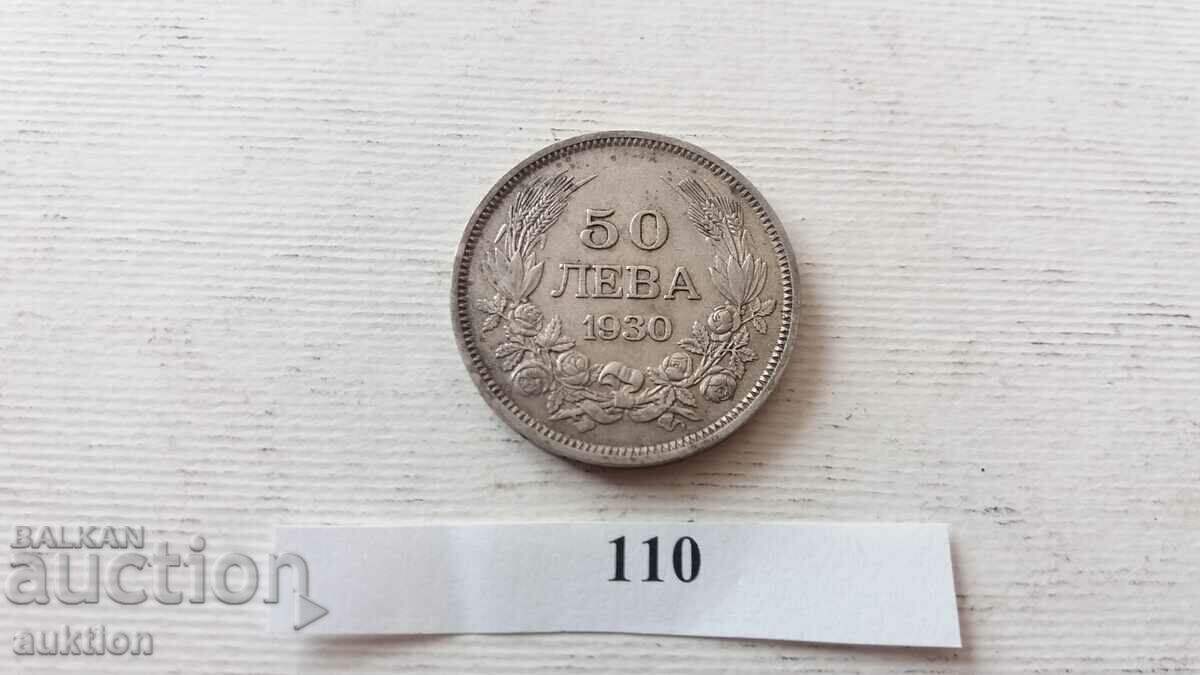 50
ЛЕВА
1930
110
BALKAN
auction
auktion